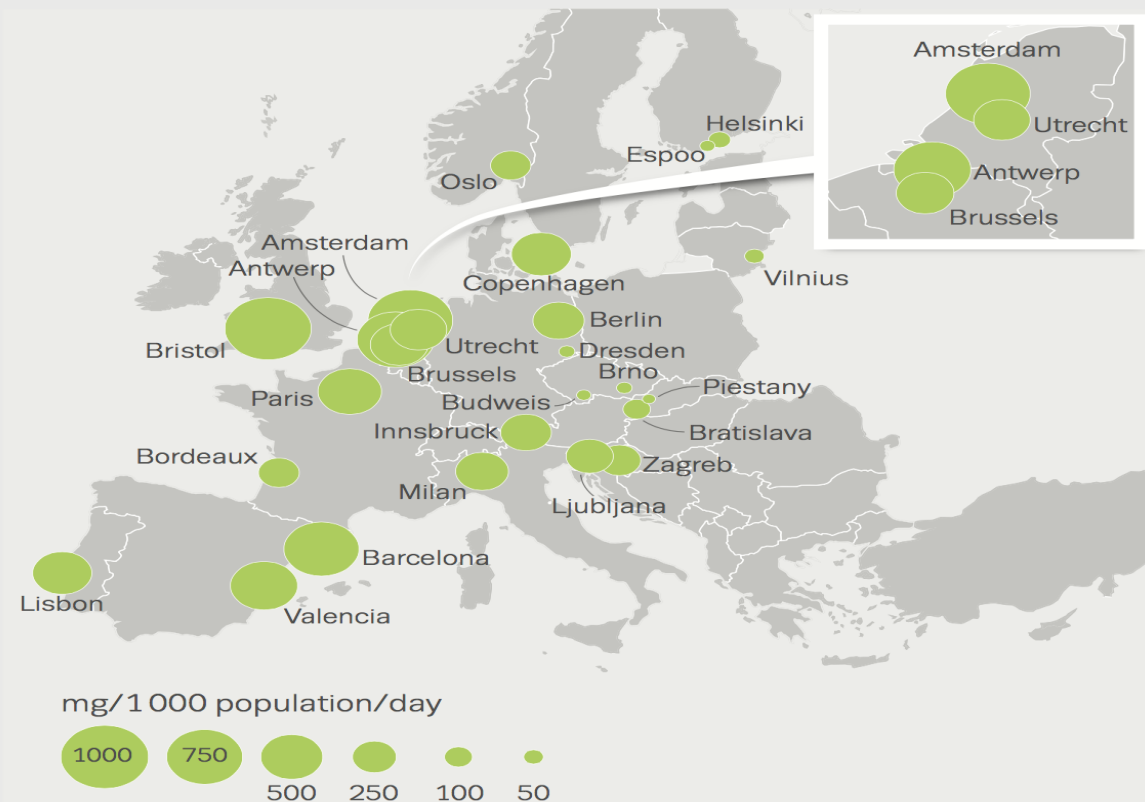 Amsterdam
Utrecht
Antwerp
Brussels
Helsinki
Espoo
Oslo
Amsterdam
Antwerp
Copenhagen
Vilnius
Bristol
Utrecht
Berlin
Brussels
Dresden
Paris
Brno
Budweis
Piestany
Innsbruck
Bratislava
Bordeaux
Milan
Zagreb
Ljubljana
Barcelona
Lisbon
Valencia
mg/1 000 population/day
1000 750
500 250 100 50